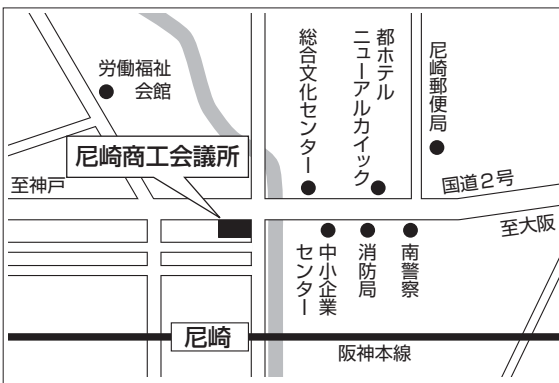 労働福祉
会館
総合文化センター
都ホテル
ニューアルカイック
尼崎郵便局
尼崎商工会議所
至神戸
国道2号
至大阪
中小企業
センター
消防局
南警察
尼崎
阪神本線